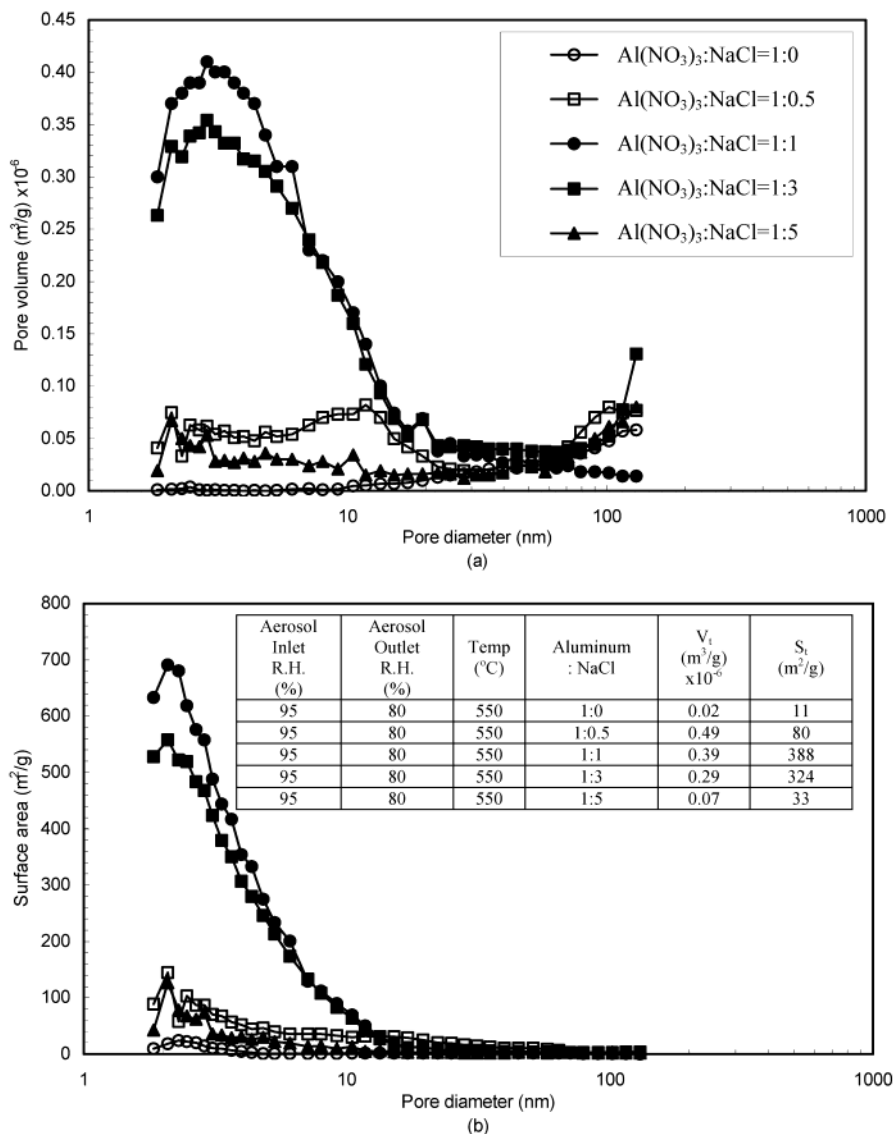 0.45
0.40
0.35
0.30
0.25
0.20
0.15
0.10
0.05
0.00
Pore volume (m³/g) x10⁻⁶
Al(NO₃)₃:NaCl=1:0
Al(NO₃)₃:NaCl=1:0.5
Al(NO₃)₃:NaCl=1:1
Al(NO₃)₃:NaCl=1:3
Al(NO₃)₃:NaCl=1:5
1 10 100 1000
Pore diameter (nm)
(a)
800
700
600
500
400
300
200
100
0
Surface area (m²/g)
Aerosol Inlet R.H. (%) Aerosol Outlet R.H. (%) Temp (°C) Aluminum : NaCl Vₜ (m³/g) x10⁻⁶ Sₜ (m²/g)
95 80 550 1:0 0.02 11
95 80 550 1:0.5 0.49 80
95 80 550 1:1 0.39 388
95 80 550 1:3 0.29 324
95 80 550 1:5 0.07 33
1 10 100 1000
Pore diameter (nm)
(b)